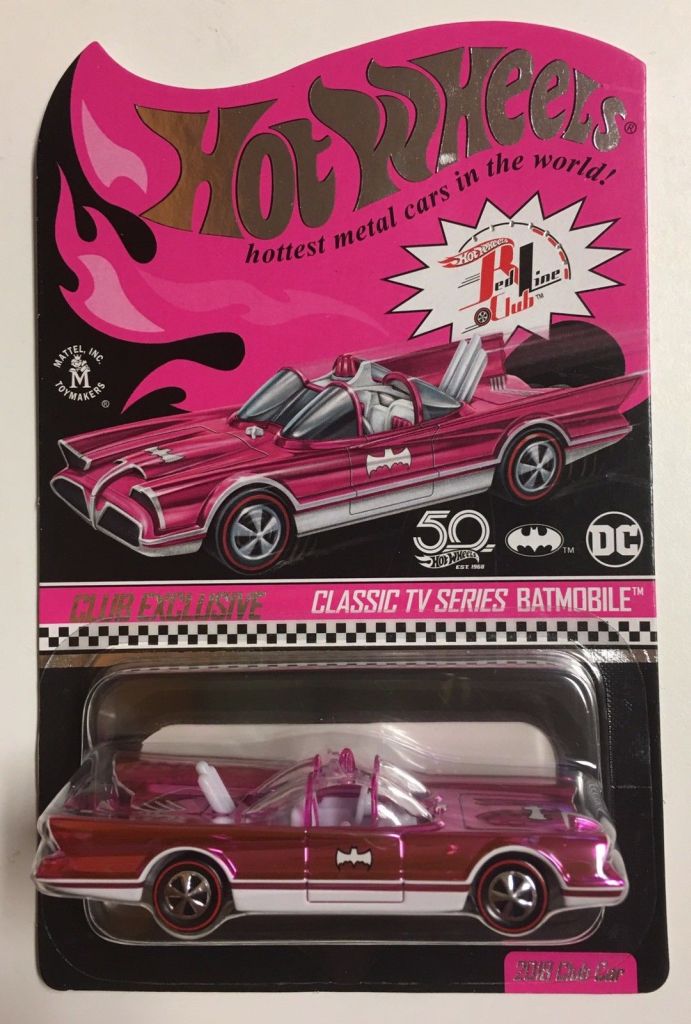 Hot Wheels®
hottest metal cars in the world!
Hot Wheels
Red Line
Club™
MATTEL, INC.
M
TOYMAKERS
®
50
Hot Wheels
EST. 1968
TM
DC
CLUB EXCLUSIVE
CLASSIC TV SERIES BATMOBILE™
2018 Club Car